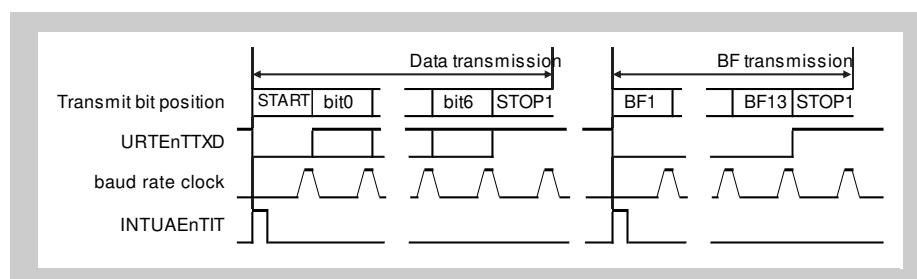 Data transmission BF transmission
Transmit bit position START bit0 bit6 STOP1 BF1 BF13 STOP1
URTEnTTXD
baud rate clock
INTUAEnTIT